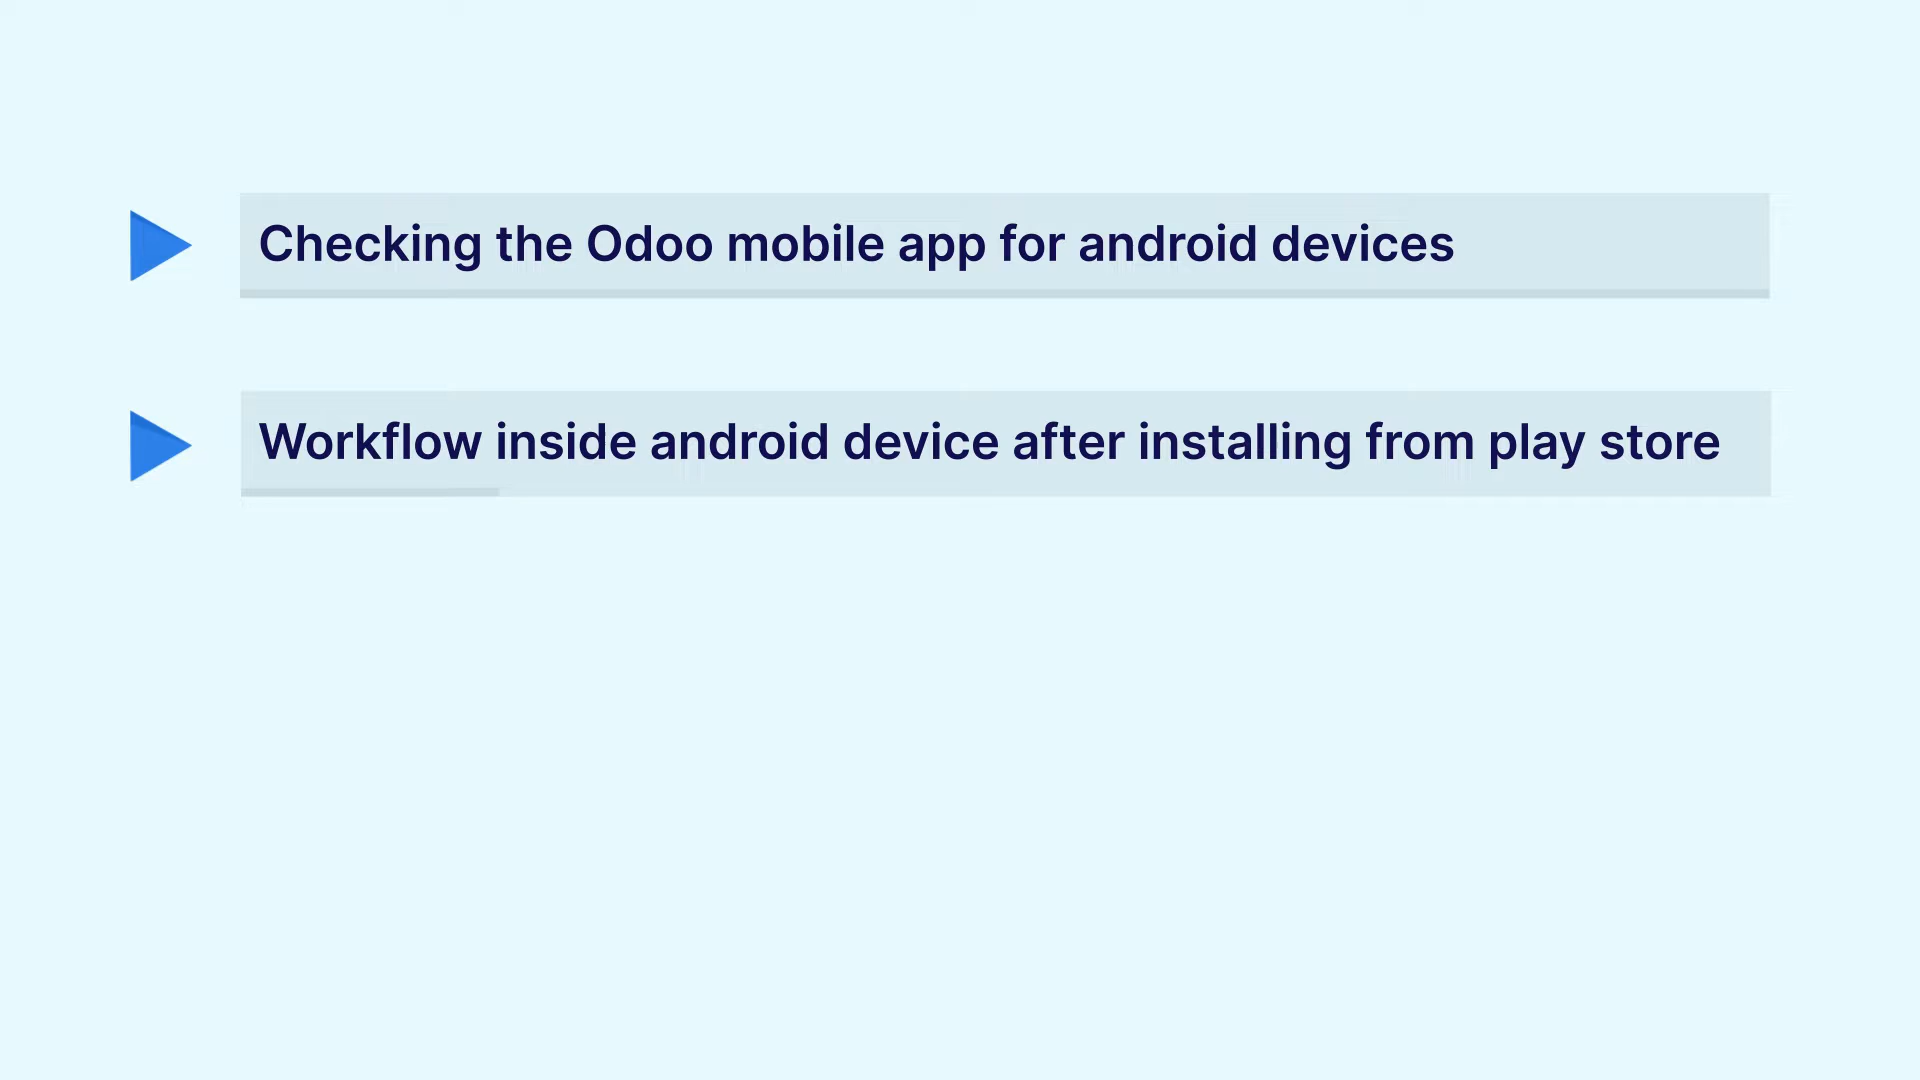 Checking the Odoo mobile app for android devices
Workflow inside android device after installing from play store